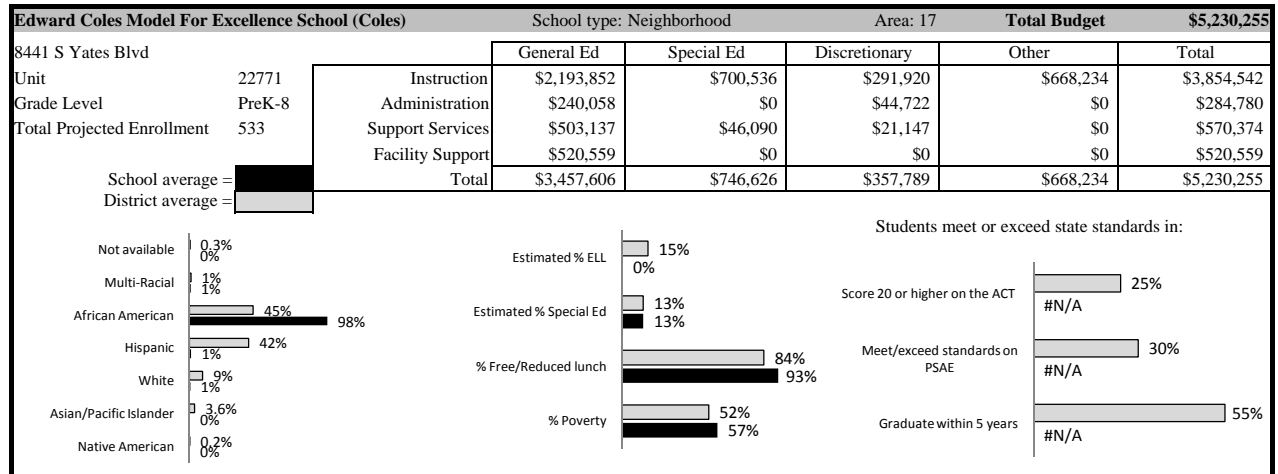 Edward Coles Model For Excellence School (Coles) School type: Neighborhood Area: 17 Total Budget $5,230,255
8441 S Yates Blvd General Ed Special Ed Discretionary Other Total
Unit 22771 Instruction $2,193,852 $700,536 $291,920 $668,234 $3,854,542
Grade Level PreK-8 Administration $240,058 $0 $44,722 $0 $284,780
Total Projected Enrollment 533 Support Services $503,137 $46,090 $21,147 $0 $570,374
Facility Support $520,559 $0 $0 $0 $520,559
School average = Total $3,457,606 $746,626 $357,789 $668,234 $5,230,255
District average =
Not available 0.3% 0%
Multi-Racial 1% 1%
African American 45% 98%
Hispanic 42% 1%
White 9% 1%
Asian/Pacific Islander 3.6% 0%
Native American 0.2% 0%
Estimated % ELL 15% 0%
Estimated % Special Ed 13% 13%
% Free/Reduced lunch 84% 93%
% Poverty 52% 57%
Students meet or exceed state standards in:
Score 20 or higher on the ACT 25% #N/A
Meet/exceed standards on
PSAE 30% #N/A
Graduate within 5 years 55% #N/A